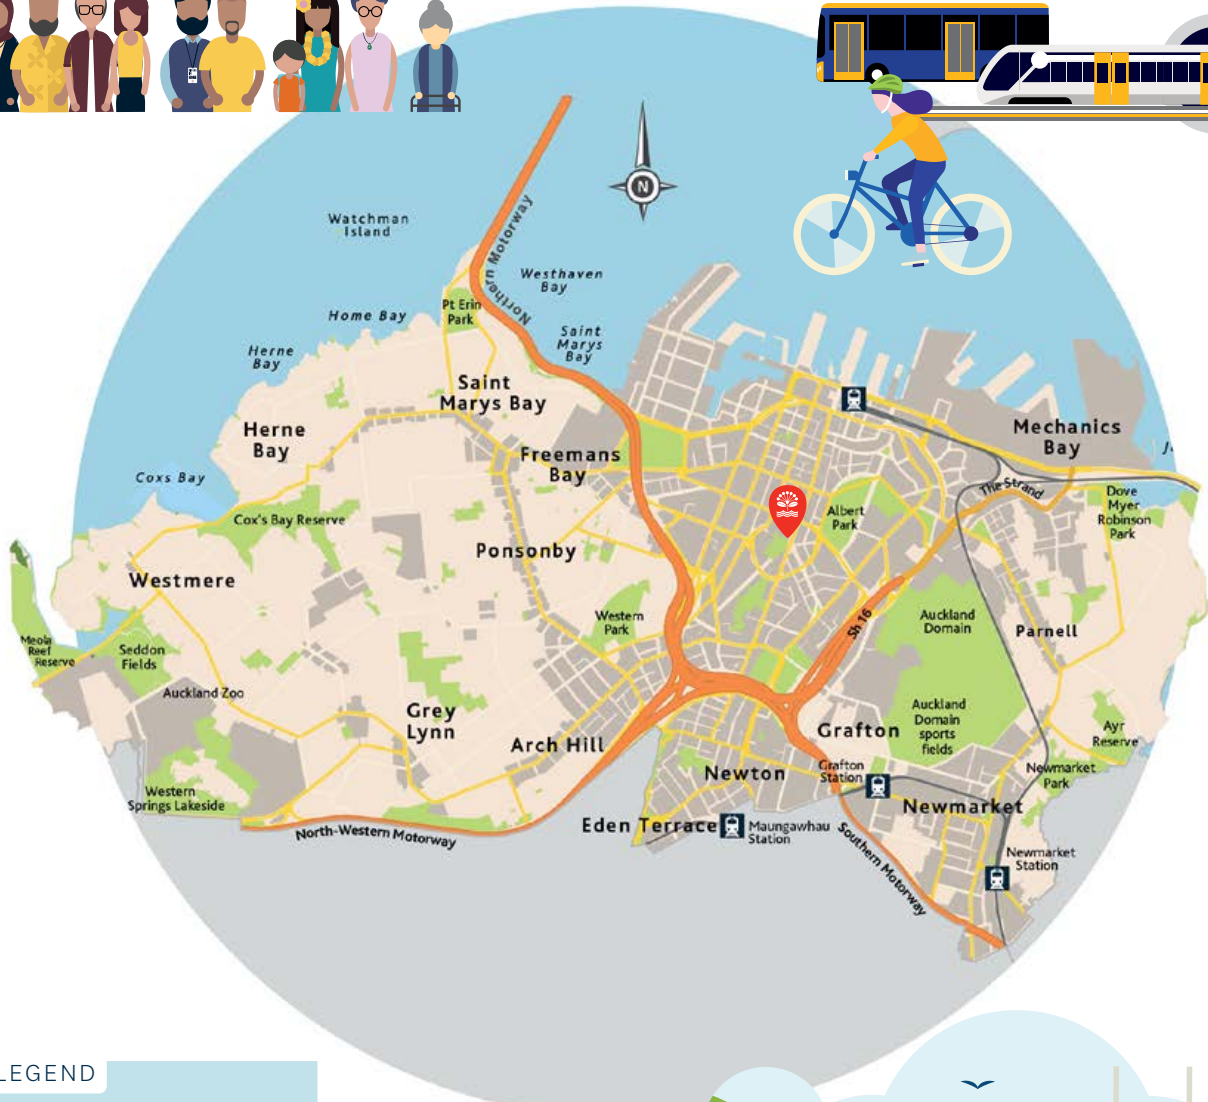 N
Watchman
Island
Northern Motorway
Westhaven
Bay
Pt Erin
Park
Home Bay
Saint
Marys
Bay
Herne
Bay
Saint
Marys Bay
Herne
Bay
Freemans
Bay
Mechanics
Bay
Coxs Bay
The Strand
Dove
Myer
Robinson
Park
Cox's Bay Reserve
Albert
Park
Ponsonby
Westmere
Western
Park
Auckland
Domain
Sh 16
Parnell
Meola
Reef
Reserve
Seddon
Fields
Auckland Zoo
Grey
Lynn
Auckland
Domain
sports
fields
Grafton
Ayr
Reserve
Arch Hill
Newton
Grafton
Station
Newmarket
Park
Western
Springs Lakeside
Newmarket
North-Western Motorway
Eden Terrace
Maungawhau
Station
Southern Motorway
Newmarket
Station
LEGEND